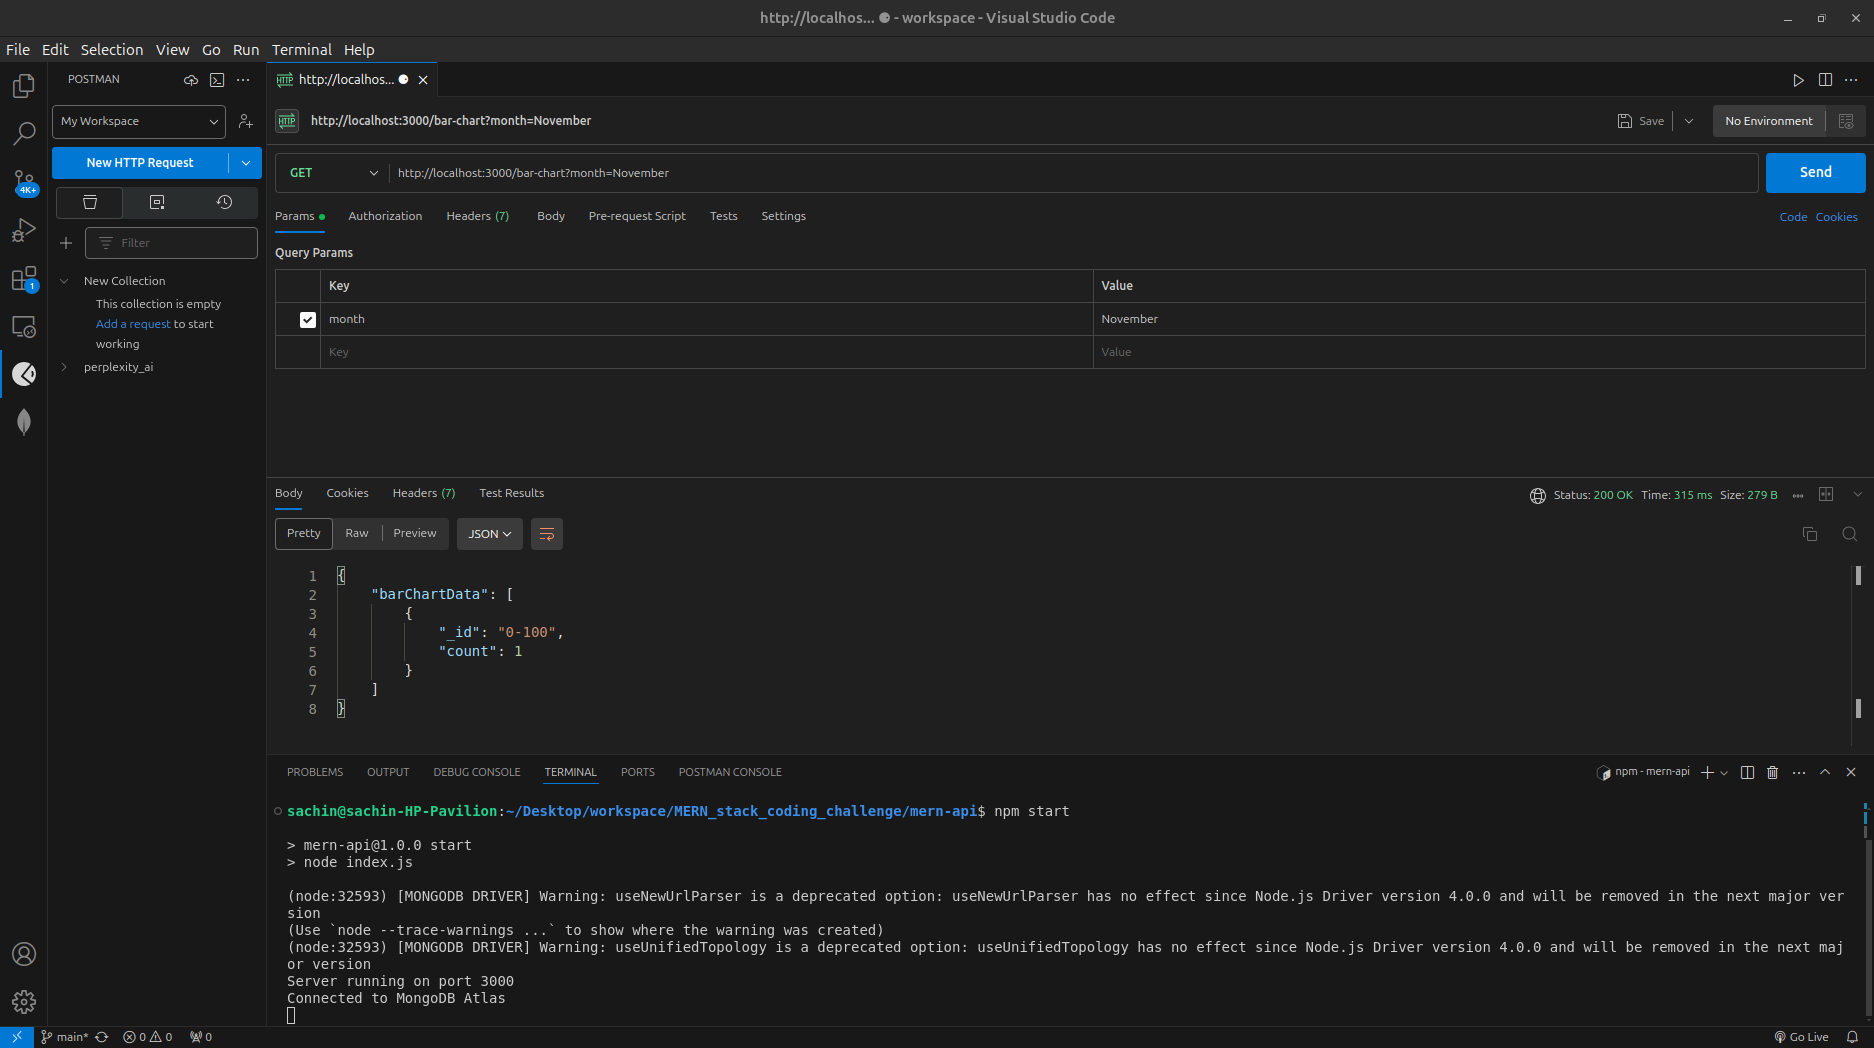 http://localhos... - workspace - Visual Studio Code
File Edit Selection View Go Run Terminal Help
POSTMAN
http://localhos...
My Workspace
HTTP http://localhost:3000/bar-chart?month=November
Save
No Environment
New HTTP Request
GET http://localhost:3000/bar-chart?month=November
Send
4K+
Params Authorization Headers (7) Body Pre-request Script Tests Settings
Code Cookies
Filter
Query Params
Key Value
month November
Key Value
1
New Collection
This collection is empty
Add a request to start
working
perplexity_ai
Body Cookies Headers (7) Test Results
Status: 200 OK Time: 315 ms Size: 279 B
Pretty Raw Preview JSON
1 {
2 "barChartData": [
3 {
4 "_id": "0-100",
5 "count": 1
6 }
7 ]
8 }
PROBLEMS OUTPUT DEBUG CONSOLE TERMINAL PORTS POSTMAN CONSOLE
npm - mern-api
sachin@sachin-HP-Pavilion:~/Desktop/workspace/MERN_stack_coding_challenge/mern-api$ npm start
> mern-api@1.0.0 start
> node index.js
(node:32593) [MONGODB DRIVER] Warning: useNewUrlParser is a deprecated option: useNewUrlParser has no effect since Node.js Driver version 4.0.0 and will be removed in the next major ver
sion
(Use `node --trace-warnings ...` to show where the warning was created)
(node:32593) [MONGODB DRIVER] Warning: useUnifiedTopology is a deprecated option: useUnifiedTopology has no effect since Node.js Driver version 4.0.0 and will be removed in the next maj
or version
Server running on port 3000
Connected to MongoDB Atlas
main* 0 0 0
Go Live